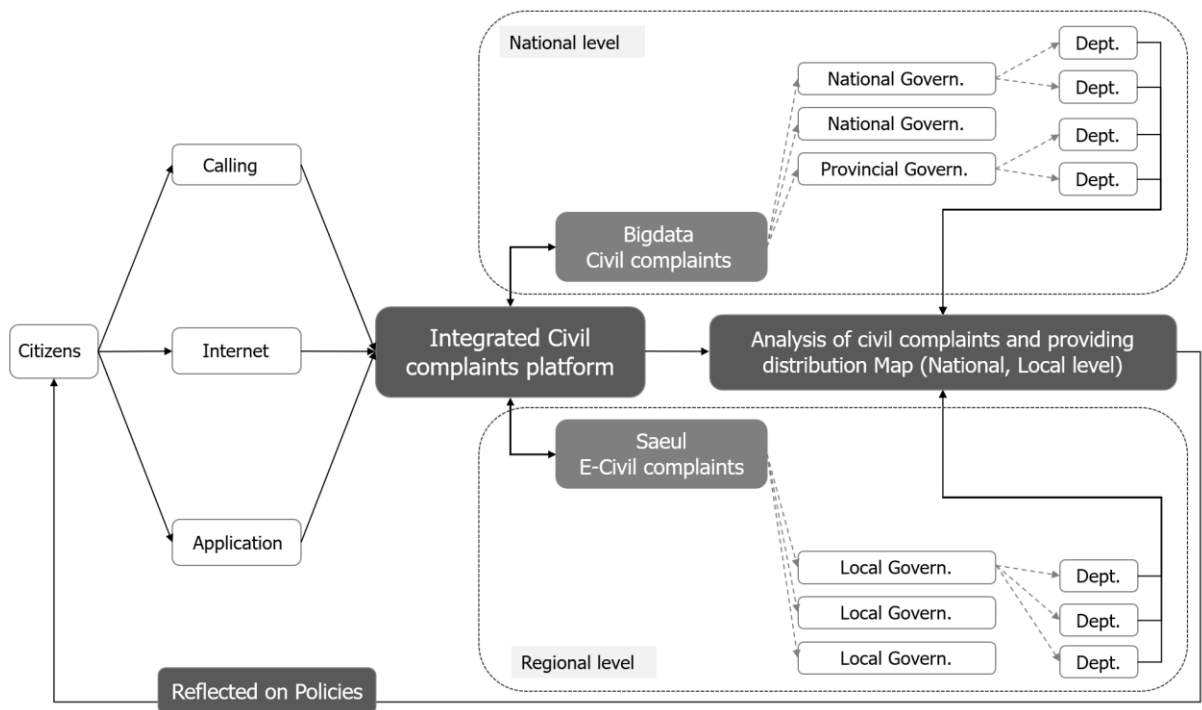 National level
Dept.
National Govern.
Dept.
National Govern.
Dept.
Provincial Govern.
Dept.
Calling
Bigdata
Civil complaints
Citizens
Internet
Integrated Civil
complaints platform
Analysis of civil complaints and providing
distribution Map (National, Local level)
Saeul
E-Civil complaints
Application
Local Govern.
Dept.
Local Govern.
Dept.
Local Govern.
Dept.
Regional level
Reflected on Policies